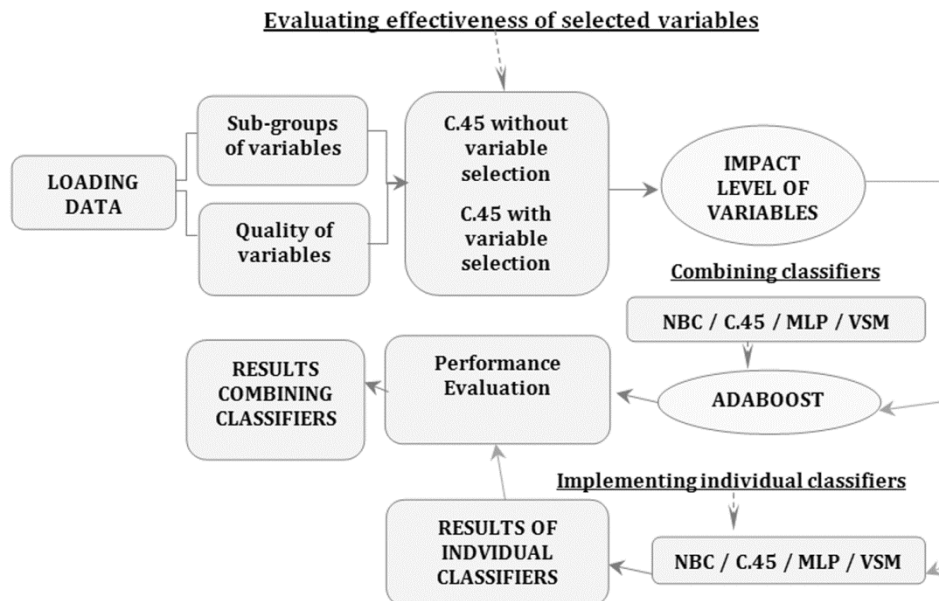 Evaluating effectiveness of selected variables
LOADING
DATA
Sub-groups
of variables
Quality of
variables
C.45 without
variable
selection
C.45 with
variable
selection
IMPACT
LEVEL OF
VARIABLES
Combining classifiers
NBC / C.45 / MLP / VSM
ADABOOST
Performance
Evaluation
RESULTS
COMBINING
CLASSIFIERS
Implementing individual classifiers
NBC / C.45 / MLP / VSM
RESULTS OF
INDVIDUAL
CLASSIFIERS